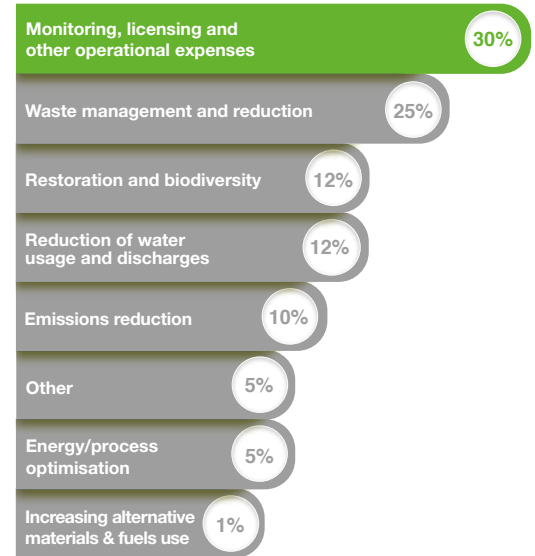 Monitoring, licensing and
other operational expenses
30%
Waste management and reduction
25%
Restoration and biodiversity
12%
Reduction of water
usage and discharges
12%
Emissions reduction
10%
Other
5%
Energy/process
optimisation
5%
Increasing alternative
materials & fuels use
1%